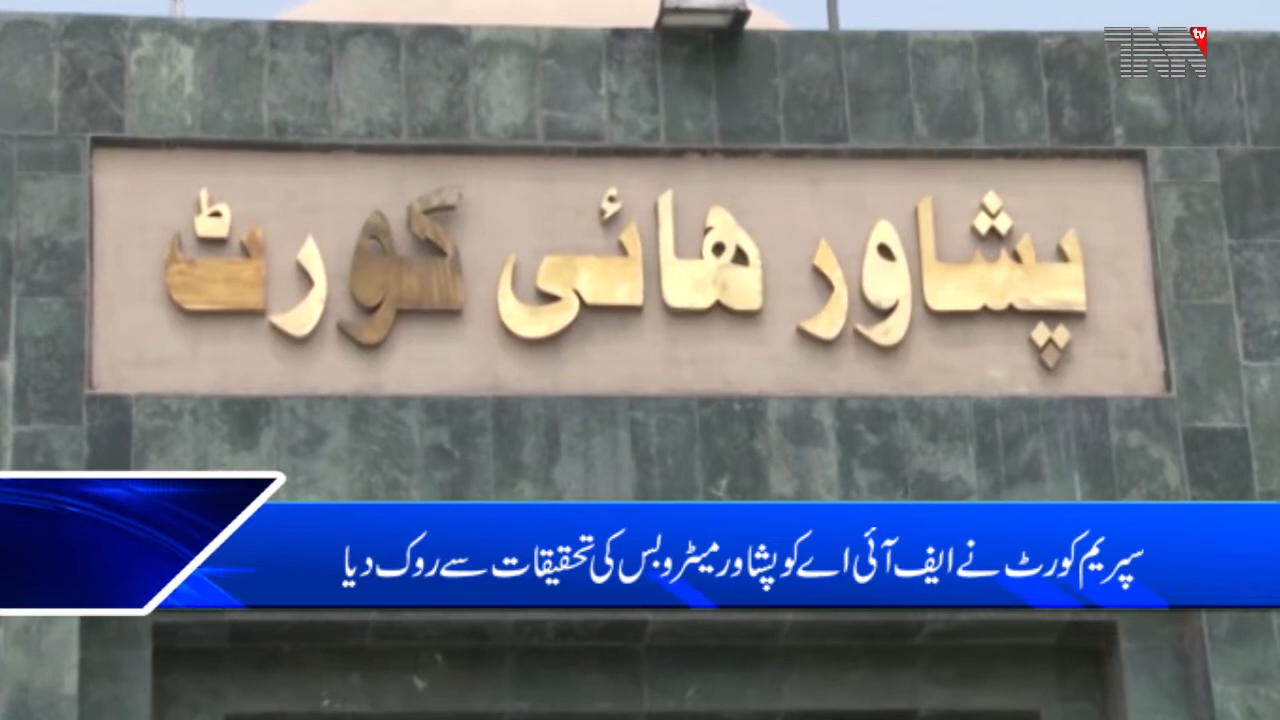 TNN tv
پشاور ھائی کورٹ
سپریم کورٹ نے ایف آئی اے کو پشاور میٹرو بس کی تحقیقات سے روک دیا